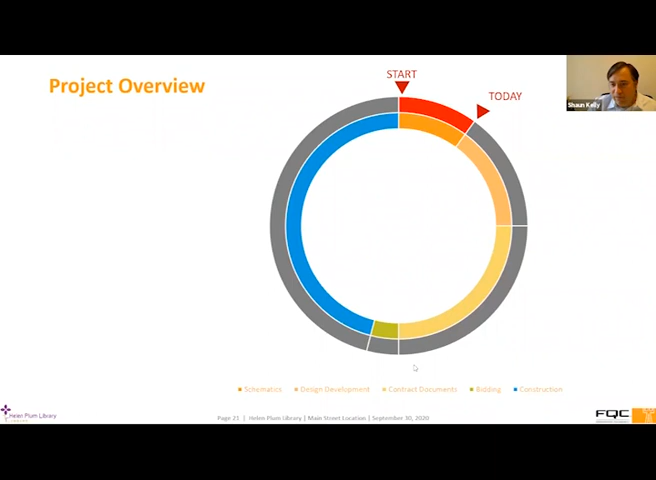 START
Project Overview
TODAY
Shaun Kelly
Schematics Design Development Contract Documents Bidding Construction
Helen Plum Library
Page 21 | Helen Plum Library | Main Street Location | September 30, 2020
FQC